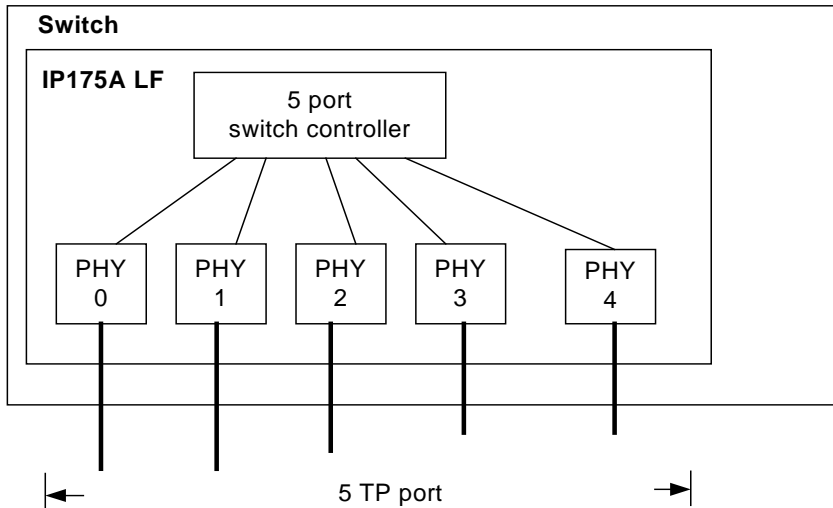 Switch
IP175A LF
5 port
switch controller
PHY
0
PHY
1
PHY
2
PHY
3
PHY
4
5 TP port